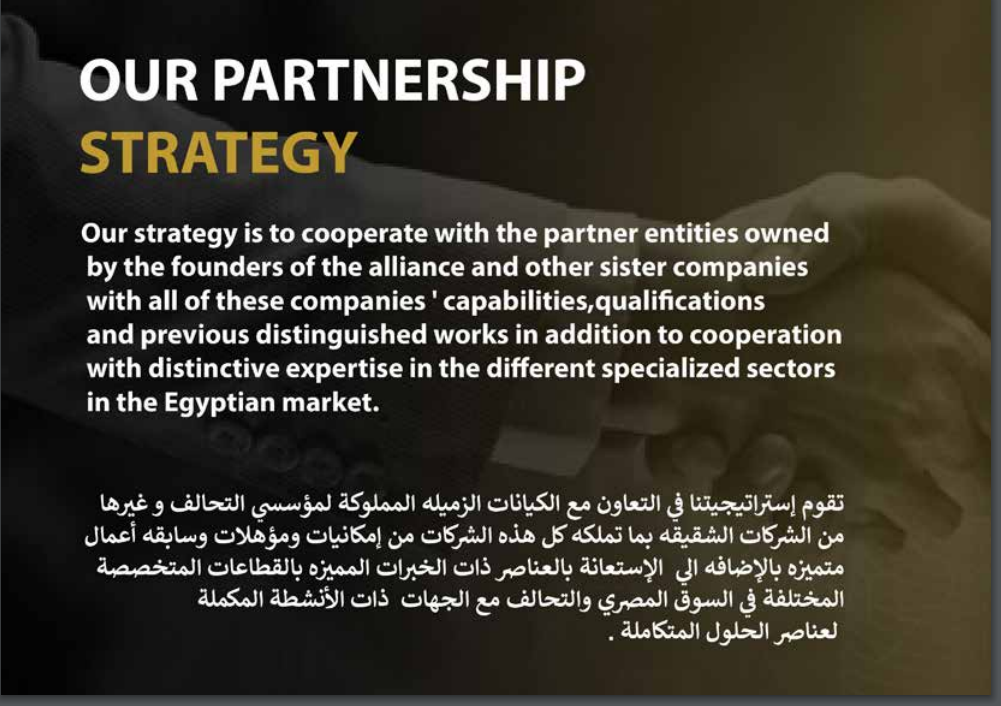 OUR PARTNERSHIP
STRATEGY
Our strategy is to cooperate with the partner entities owned
by the founders of the alliance and other sister companies
with all of these companies ' capabilities,qualifications
and previous distinguished works in addition to cooperation
with distinctive expertise in the different specialized sectors
in the Egyptian market.
تقوم إستراتيجيتنا في التعاون مع الكيانات الزميله المملوكة لمؤسسي التحالف و غيرها
من الشركات الشقيقه بما تملكه كل هذه الشركات من إمكانيات ومؤهلات وسابقه أعمال
متميزه بالإضافه الي الإستعانة بالعناصر ذات الخبرات المميزه بالقطاعات المتخصصة
المختلفة في السوق المصري والتحالف مع الجهات ذات الأنشطة المكملة
لعناصر الحلول المتكاملة .